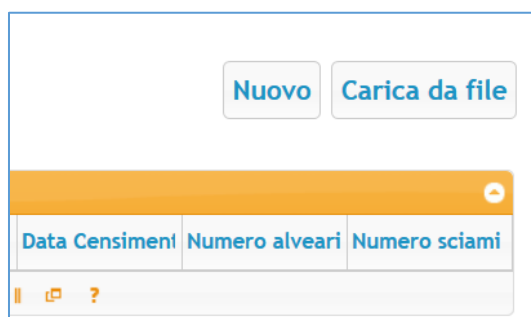 Nuovo Carica da file
Data Censiment Numero alveari Numero sciami
?